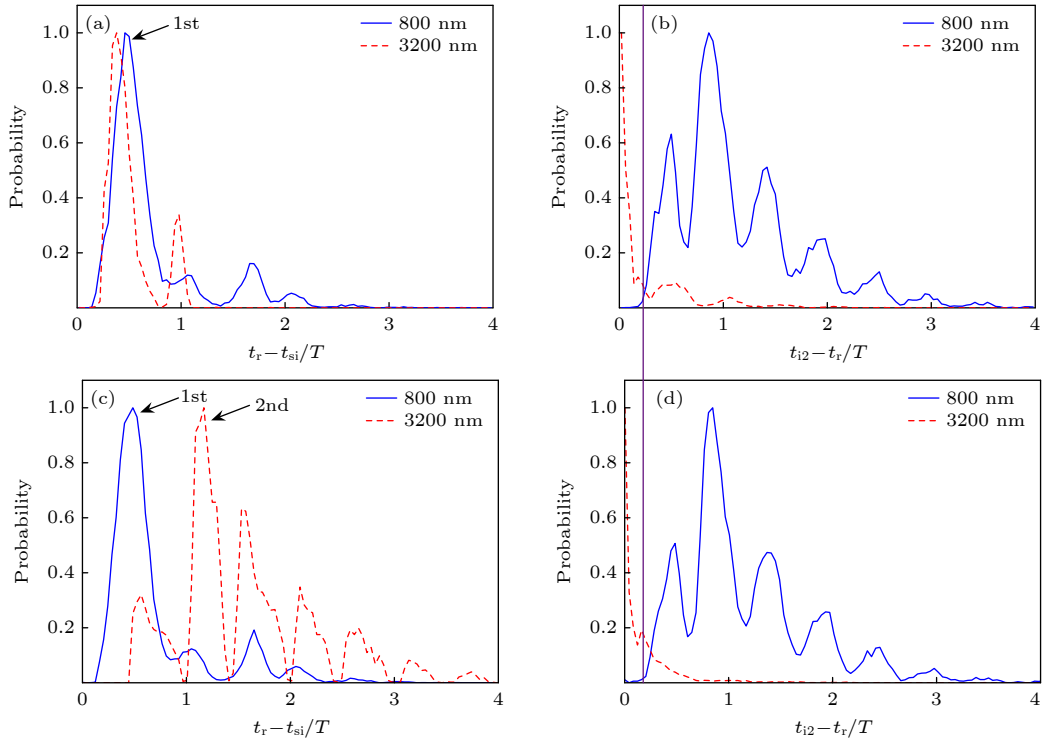 (a)
1st
800 nm
3200 nm
1.0
0.8
0.6
0.4
0.2
Probability
0 1 2 3 4
tr−tsi/T
(b)
800 nm
3200 nm
1.0
0.8
0.6
0.4
0.2
Probability
0 1 2 3 4
ti2−tr/T
(c)
1st
2nd
800 nm
3200 nm
1.0
0.8
0.6
0.4
0.2
Probability
0 1 2 3 4
tr−tsi/T
(d)
800 nm
3200 nm
1.0
0.8
0.6
0.4
0.2
Probability
0 1 2 3 4
ti2−tr/T